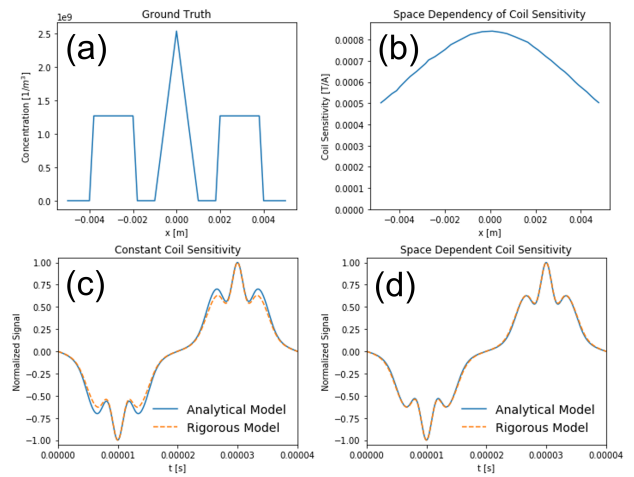 Ground Truth
1e9
(a)
2.5
2.0
1.5
1.0
0.5
0.0
Concentration [1/m³]
−0.004 −0.002 0.000 0.002 0.004
x [m]
Space Dependency of Coil Sensitivity
(b)
0.0008
0.0007
0.0006
0.0005
0.0004
0.0003
0.0002
0.0001
0.0000
Coil Sensitivity [T/A]
−0.004 −0.002 0.000 0.002 0.004
x [m]
Constant Coil Sensitivity
(c)
1.00
0.75
0.50
0.25
0.00
−0.25
−0.50
−0.75
−1.00
Normalized Signal
Analytical Model
Rigorous Model
0.00000 0.00001 0.00002 0.00003 0.00004
t [s]
Space Dependent Coil Sensitivity
(d)
1.00
0.75
0.50
0.25
0.00
−0.25
−0.50
−0.75
−1.00
Normalized Signal
Analytical Model
Rigorous Model
0.00000 0.00001 0.00002 0.00003 0.00004
t [s]